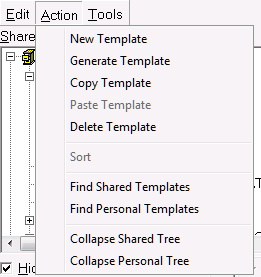 Edit Action Tools
Share
New Template
Generate Template
Copy Template
Paste Template
Delete Template
Sort
Find Shared Templates
Find Personal Templates
Collapse Shared Tree
Collapse Personal Tree
Hid